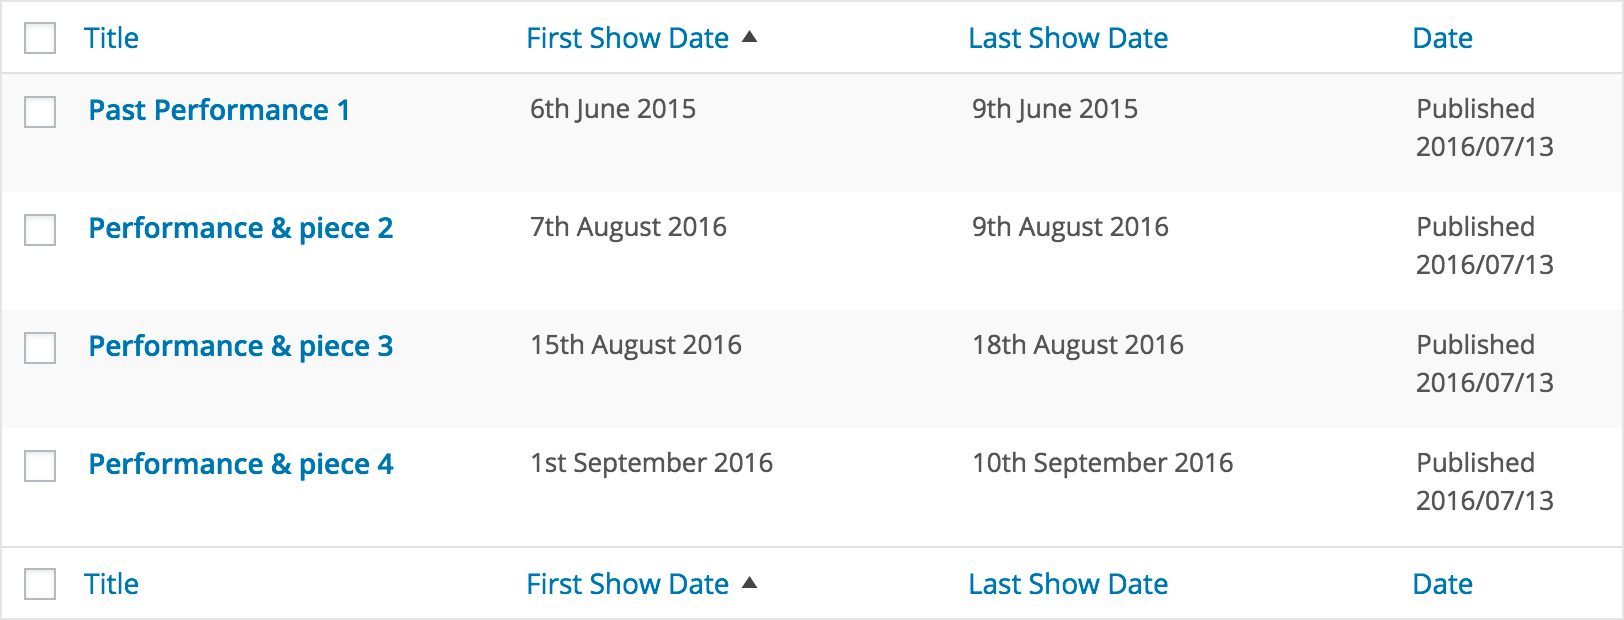 Title First Show Date ▲ Last Show Date Date
Past Performance 1 6th June 2015 9th June 2015 Published
2016/07/13
Performance & piece 2 7th August 2016 9th August 2016 Published
2016/07/13
Performance & piece 3 15th August 2016 18th August 2016 Published
2016/07/13
Performance & piece 4 1st September 2016 10th September 2016 Published
2016/07/13
Title First Show Date ▲ Last Show Date Date